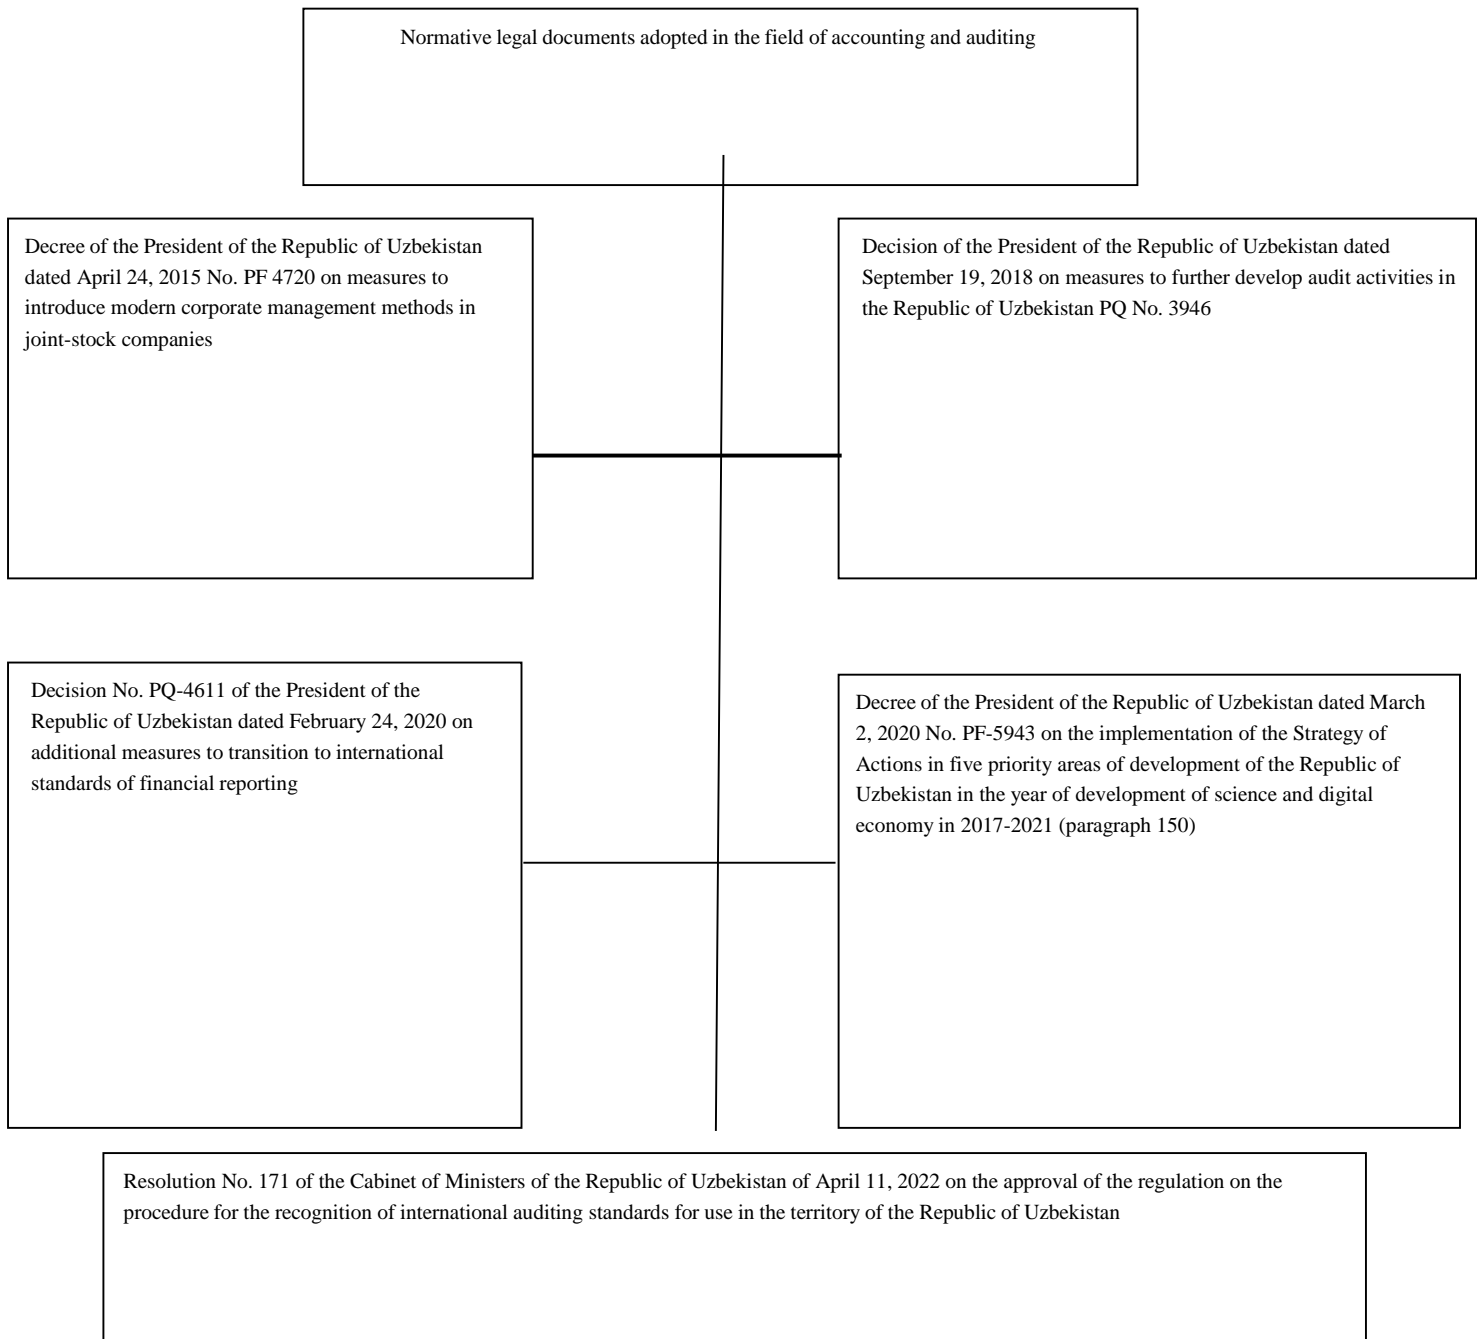 Normative legal documents adopted in the field of accounting and auditing
Decree of the President of the Republic of Uzbekistan
dated April 24, 2015 No. PF 4720 on measures to
introduce modern corporate management methods in
joint-stock companies
Decision of the President of the Republic of Uzbekistan dated
September 19, 2018 on measures to further develop audit activities in
the Republic of Uzbekistan PQ No. 3946
Decision No. PQ-4611 of the President of the
Republic of Uzbekistan dated February 24, 2020 on
additional measures to transition to international
standards of financial reporting
Decree of the President of the Republic of Uzbekistan dated March
2, 2020 No. PF-5943 on the implementation of the Strategy of
Actions in five priority areas of development of the Republic of
Uzbekistan in the year of development of science and digital
economy in 2017-2021 (paragraph 150)
Resolution No. 171 of the Cabinet of Ministers of the Republic of Uzbekistan of April 11, 2022 on the approval of the regulation on the
procedure for the recognition of international auditing standards for use in the territory of the Republic of Uzbekistan